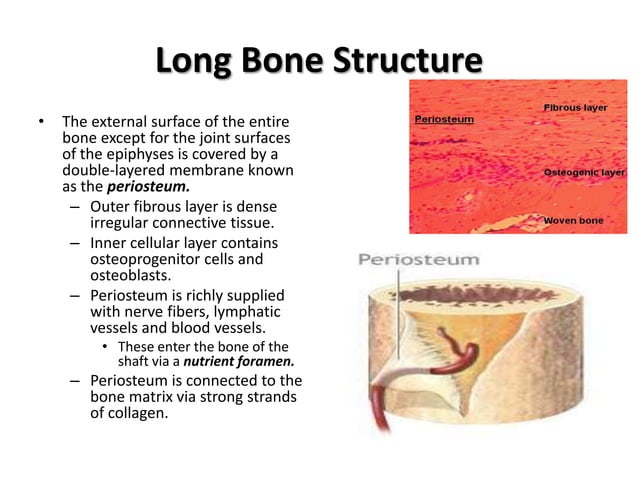 Long Bone Structure
• The external surface of the entire
bone except for the joint surfaces
of the epiphyses is covered by a
double-layered membrane known
as the periosteum.
– Outer fibrous layer is dense
irregular connective tissue.
– Inner cellular layer contains
osteoprogenitor cells and
osteoblasts.
– Periosteum is richly supplied
with nerve fibers, lymphatic
vessels and blood vessels.
• These enter the bone of the
shaft via a nutrient foramen.
– Periosteum is connected to the
bone matrix via strong strands
of collagen.
Fibrous layer
Periosteum
Osteogenic layer
Woven bone
Periosteum